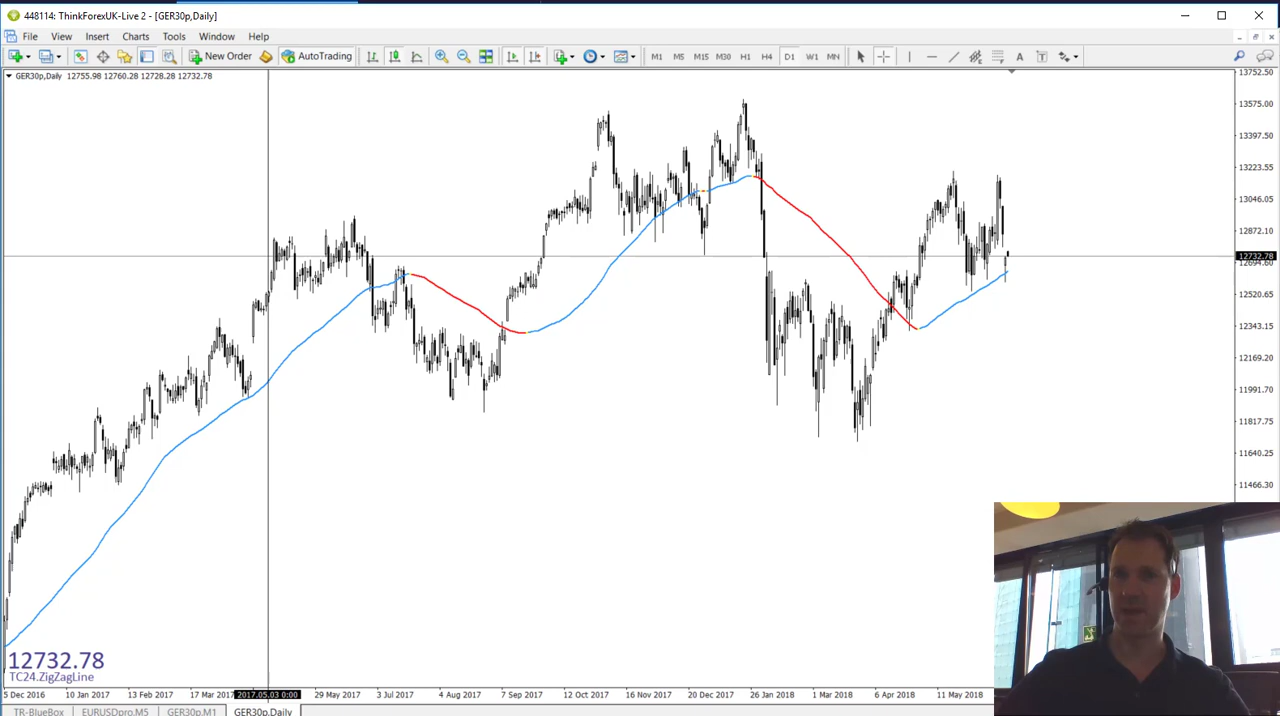 448114: ThinkForexUK-Live 2 - [GER30p,Daily]
File View Insert Charts Tools Window Help
New Order AutoTrading M1 M5 M15 M30 H1 H4 D1 W1 MN A T
GER30p,Daily 12755.98 12760.28 12728.28 12732.78
13752.50
13575.00
13397.50
13223.55
13046.05
12872.10
12732.78
12694.60
12520.65
12343.15
12169.20
11991.70
11817.75
11640.25
11466.30
12732.78
TC24.ZigZagLine
5 Dec 2016 10 Jan 2017 13 Feb 2017 17 Mar 2017 2017.05.03 0:00 29 May 2017 3 Jul 2017 4 Aug 2017 7 Sep 2017 12 Oct 2017 16 Nov 2017 20 Dec 2017 26 Jan 2018 1 Mar 2018 6 Apr 2018 11 May 2018
TR-BlueBox EURUSDpro,M5 GER30p,M1 GER30p,Daily